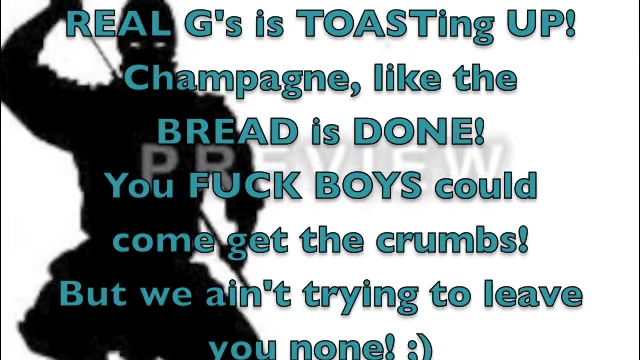 REAL G's is TOASTing UP!
Champagne, like the
BREAD is DONE!
PREVIEW
You FUCK BOYS could
come get the crumbs!
But we ain't trying to leave
you none! ;)